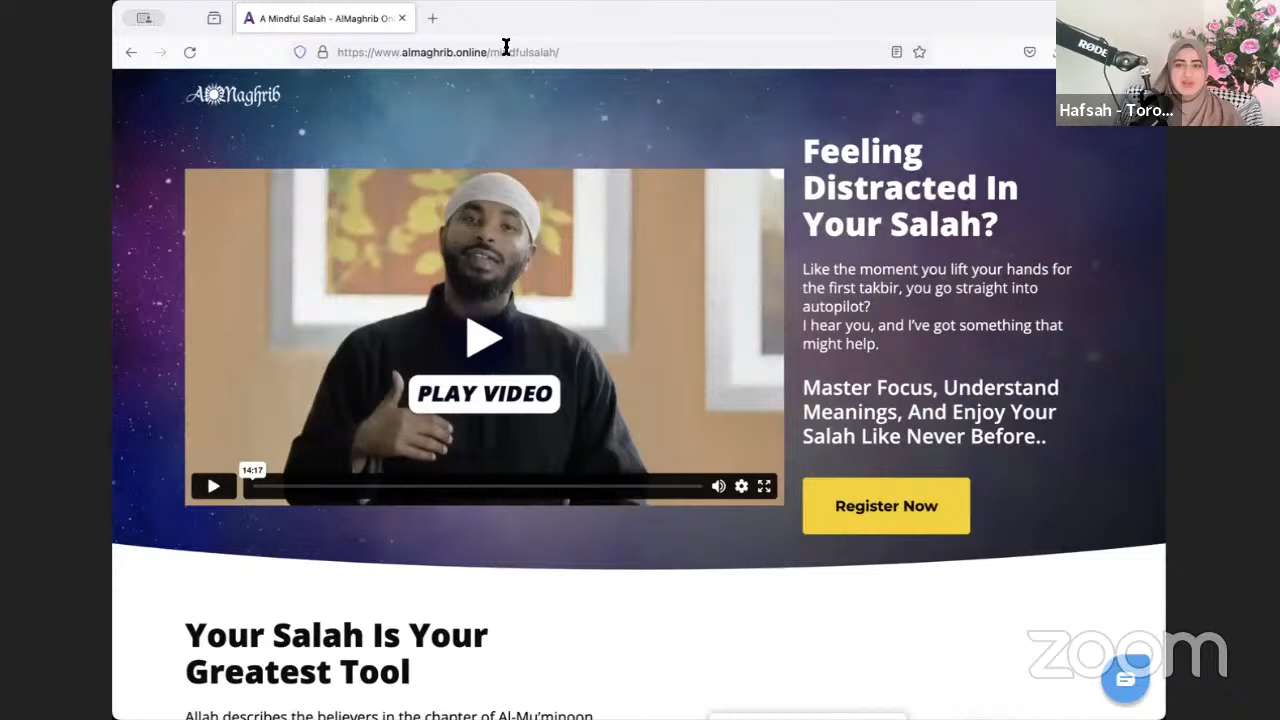 A Mindful Salah - AlMaghrib On
https://www.almaghrib.online/mindfulsalah/
RØDE
Hafsah - Toro...
AlMaghrib
Feeling
Distracted In
Your Salah?
Like the moment you lift your hands for
the first takbir, you go straight into
autopilot?
I hear you, and I've got something that
might help.
Master Focus, Understand
Meanings, And Enjoy Your
Salah Like Never Before..
Register Now
PLAY VIDEO
14:17
Your Salah Is Your
Greatest Tool
Allah describes the believers in the chapter of Al-Mu'minoon
zoom